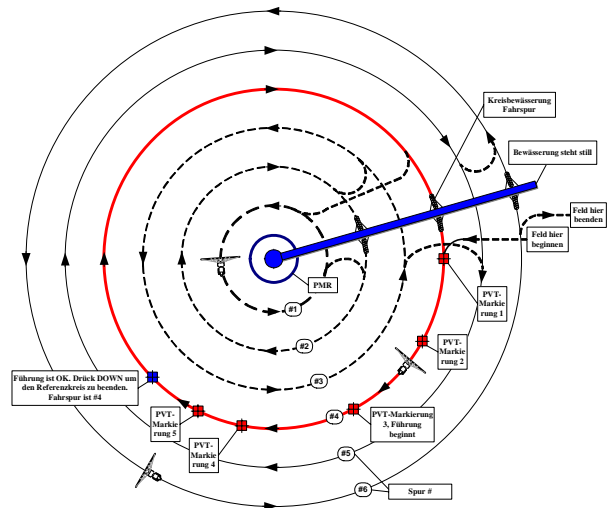 Kreisbewässerung
Fahrspur
Bewässerung steht still
Feld hier
beenden
Feld hier
beginnen
PMR
PVT-
Markie
rung 1
#1
#2
PVT-
Markie
rung 2
#3
Führung ist OK. Drück DOWN um
den Referenzkreis zu beenden.
Fahrspur ist #4
PVT-
Markie
rung 5
PVT-
Markie
rung 4
#4
PVT-Markierung
3, Führung
beginnt
#5
#6
Spur #